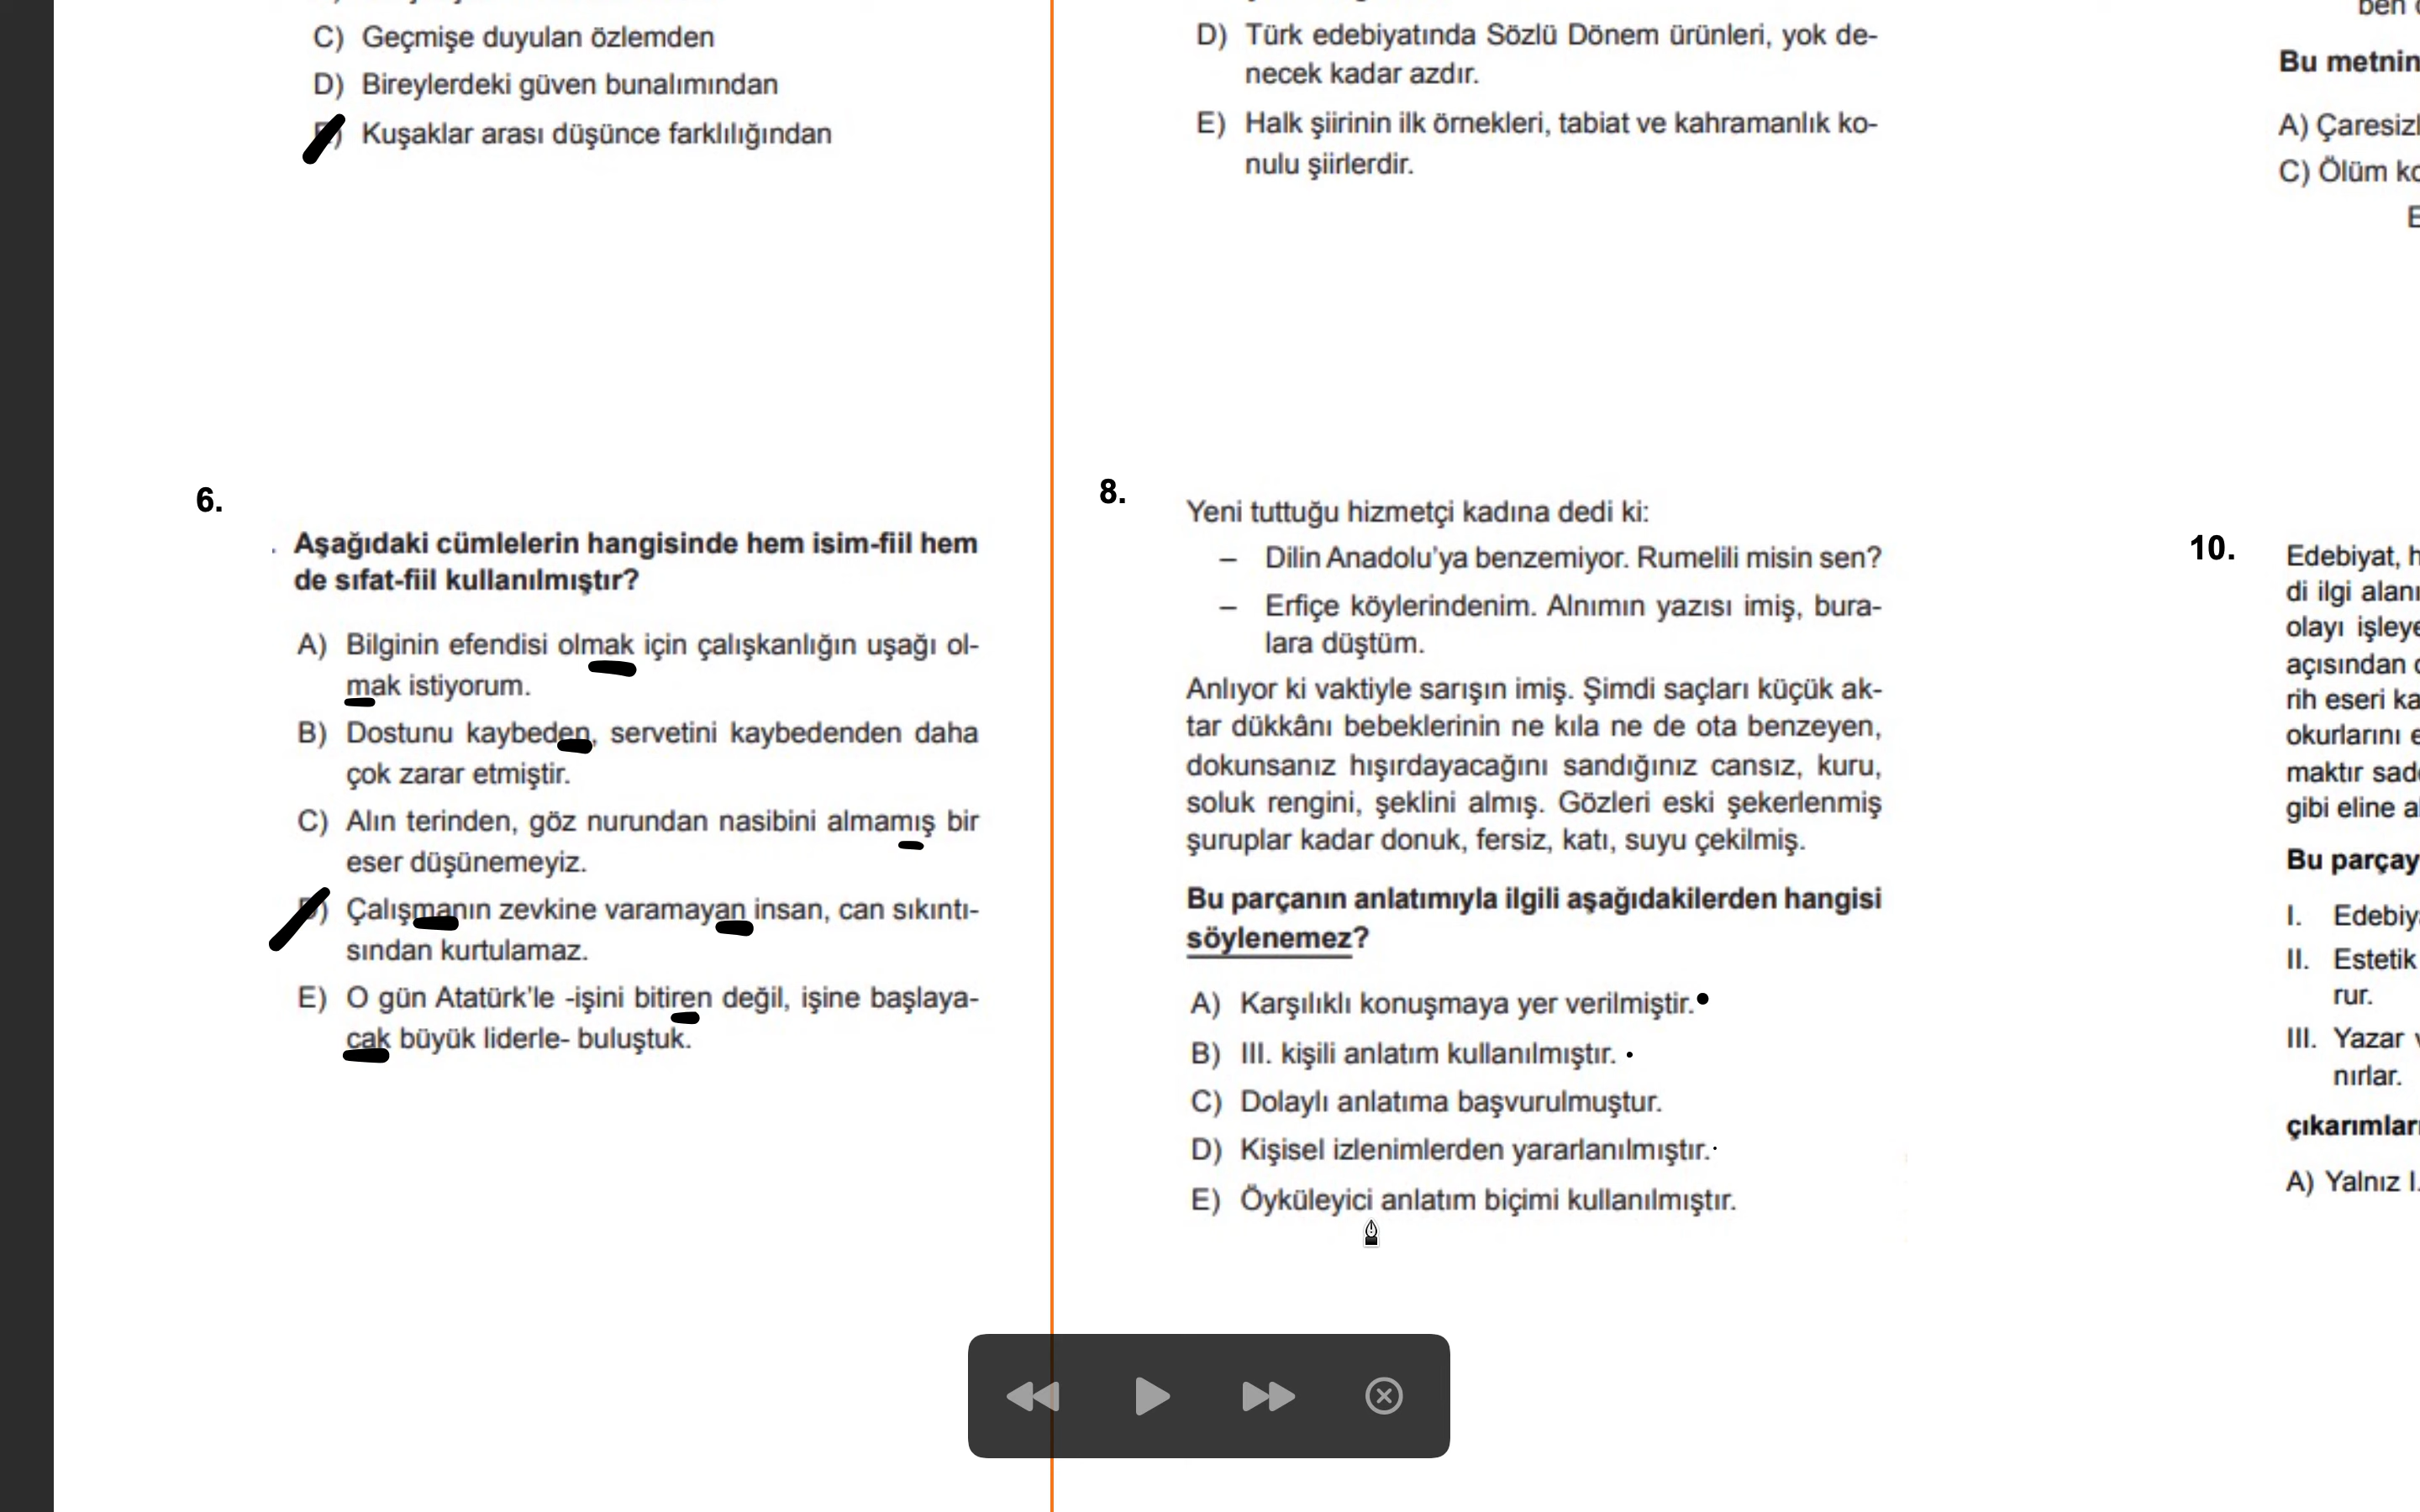 C) Geçmişe duyulan özlemden
D) Bireylerdeki güven bunalımından
Kuşaklar arası düşünce farklılığından
6.
Aşağıdaki cümlelerin hangisinde hem isim-fiil hem
de sıfat-fiil kullanılmıştır?
A) Bilginin efendisi olmak için çalışkanlığın uşağı ol-
mak istiyorum.
B) Dostunu kaybeden, servetini kaybedenden daha
çok zarar etmiştir.
C) Alın terinden, göz nurundan nasibini almamış bir
eser düşünemeyiz.
D) Çalışmanın zevkine varamayan insan, can sıkıntı-
sından kurtulamaz.
E) O gün Atatürk'le -işini bitiren değil, işine başlaya-
cak büyük liderle- buluştuk.
D) Türk edebiyatında Sözlü Dönem ürünleri, yok de-
necek kadar azdır.
E) Halk şiirinin ilk örnekleri, tabiat ve kahramanlık ko-
nulu şiirlerdir.
8.
Yeni tuttuğu hizmetçi kadına dedi ki:
– Dilin Anadolu'ya benzemiyor. Rumelili misin sen?
– Erfiçe köylerindenim. Alnımın yazısı imiş, bura-
lara düştüm.
Anlıyor ki vaktiyle sarışın imiş. Şimdi saçları küçük ak-
tar dükkânı bebeklerinin ne kıla ne de ota benzeyen,
dokunsanız hışırdayacağını sandığınız cansız, kuru,
soluk rengini, şeklini almış. Gözleri eski şekerlenmiş
şuruplar kadar donuk, fersiz, katı, suyu çekilmiş.
Bu parçanın anlatımıyla ilgili aşağıdakilerden hangisi
söylenemez?
A) Karşılıklı konuşmaya yer verilmiştir.
B) III. kişili anlatım kullanılmıştır.
C) Dolaylı anlatıma başvurulmuştur.
D) Kişisel izlenimlerden yararlanılmıştır.
E) Öyküleyici anlatım biçimi kullanılmıştır.
ben
Bu metnin
A) Çaresizl
C) Ölüm ko
E
10.
Edebiyat, h
di ilgi alanı
olayı işleye
açısından
rih eseri ka
okurlarını e
maktır sade
gibi eline al
Bu parçay
I. Edebiya
II. Estetik
rur.
III. Yazar v
nırlar.
çıkarımları
A) Yalnız I.